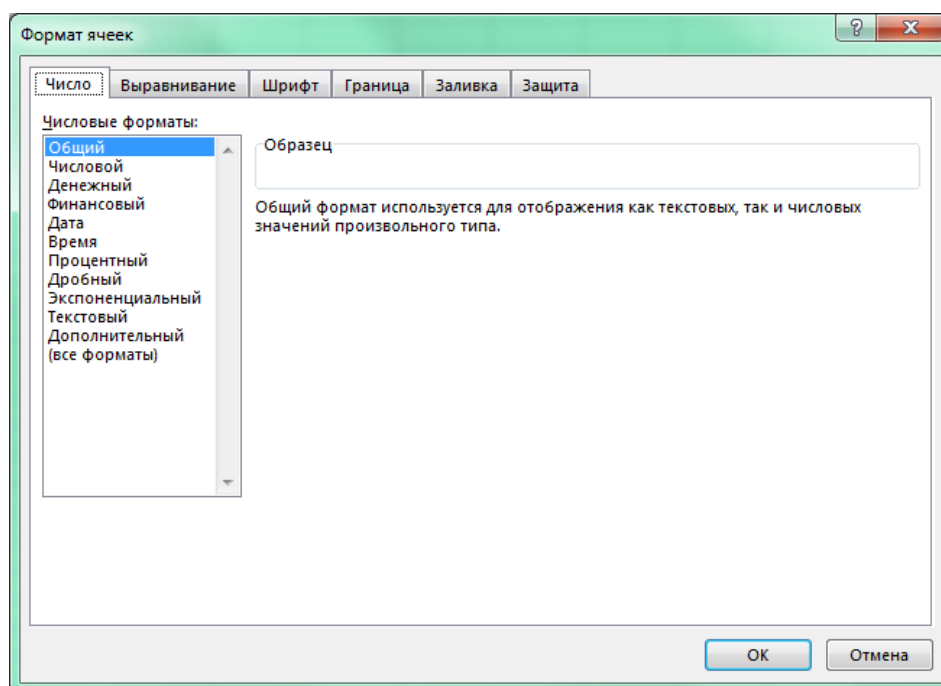 Формат ячеек
?
Число Выравнивание Шрифт Граница Заливка Защита
Числовые форматы:
Общий
Числовой
Денежный
Финансовый
Дата
Время
Процентный
Дробный
Экспоненциальный
Текстовый
Дополнительный
(все форматы)
Образец
Общий формат используется для отображения как текстовых, так и числовых
значений произвольного типа.
ОК Отмена